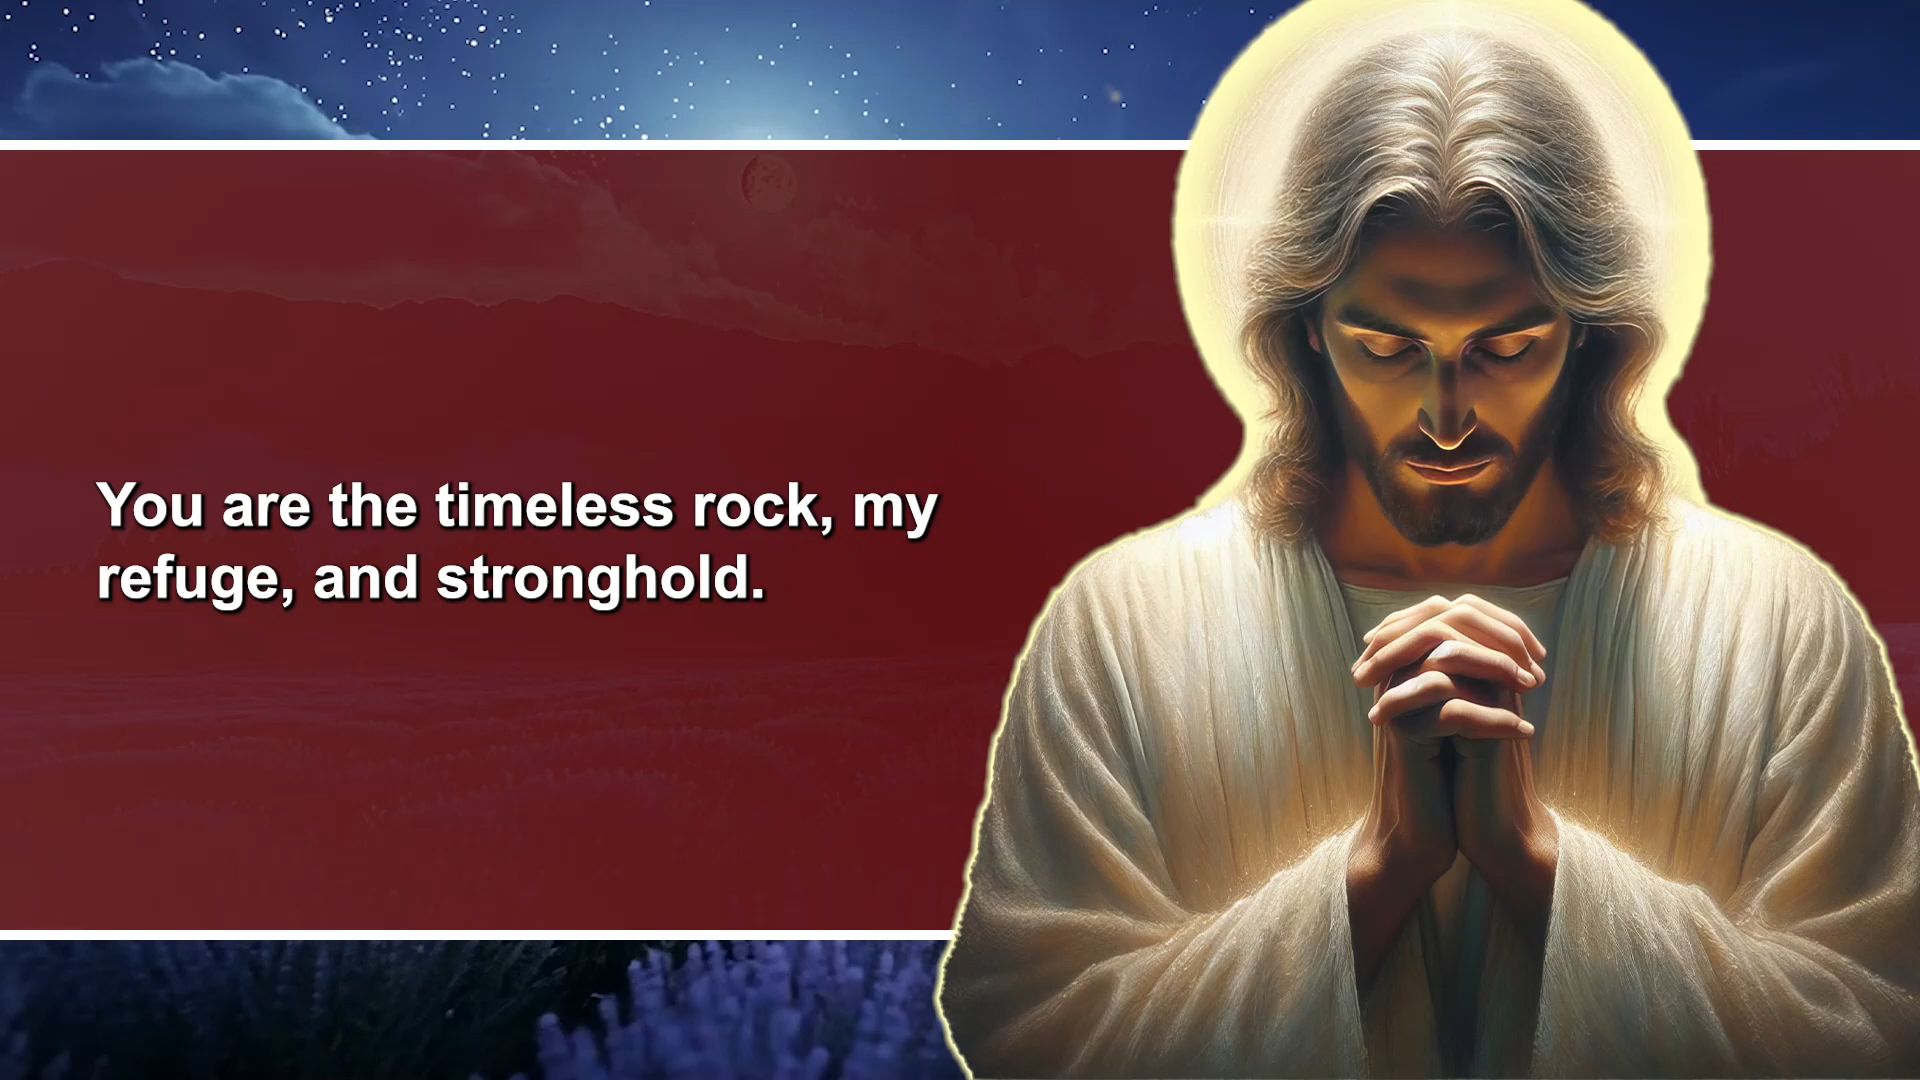 You are the timeless rock, my
refuge, and stronghold.